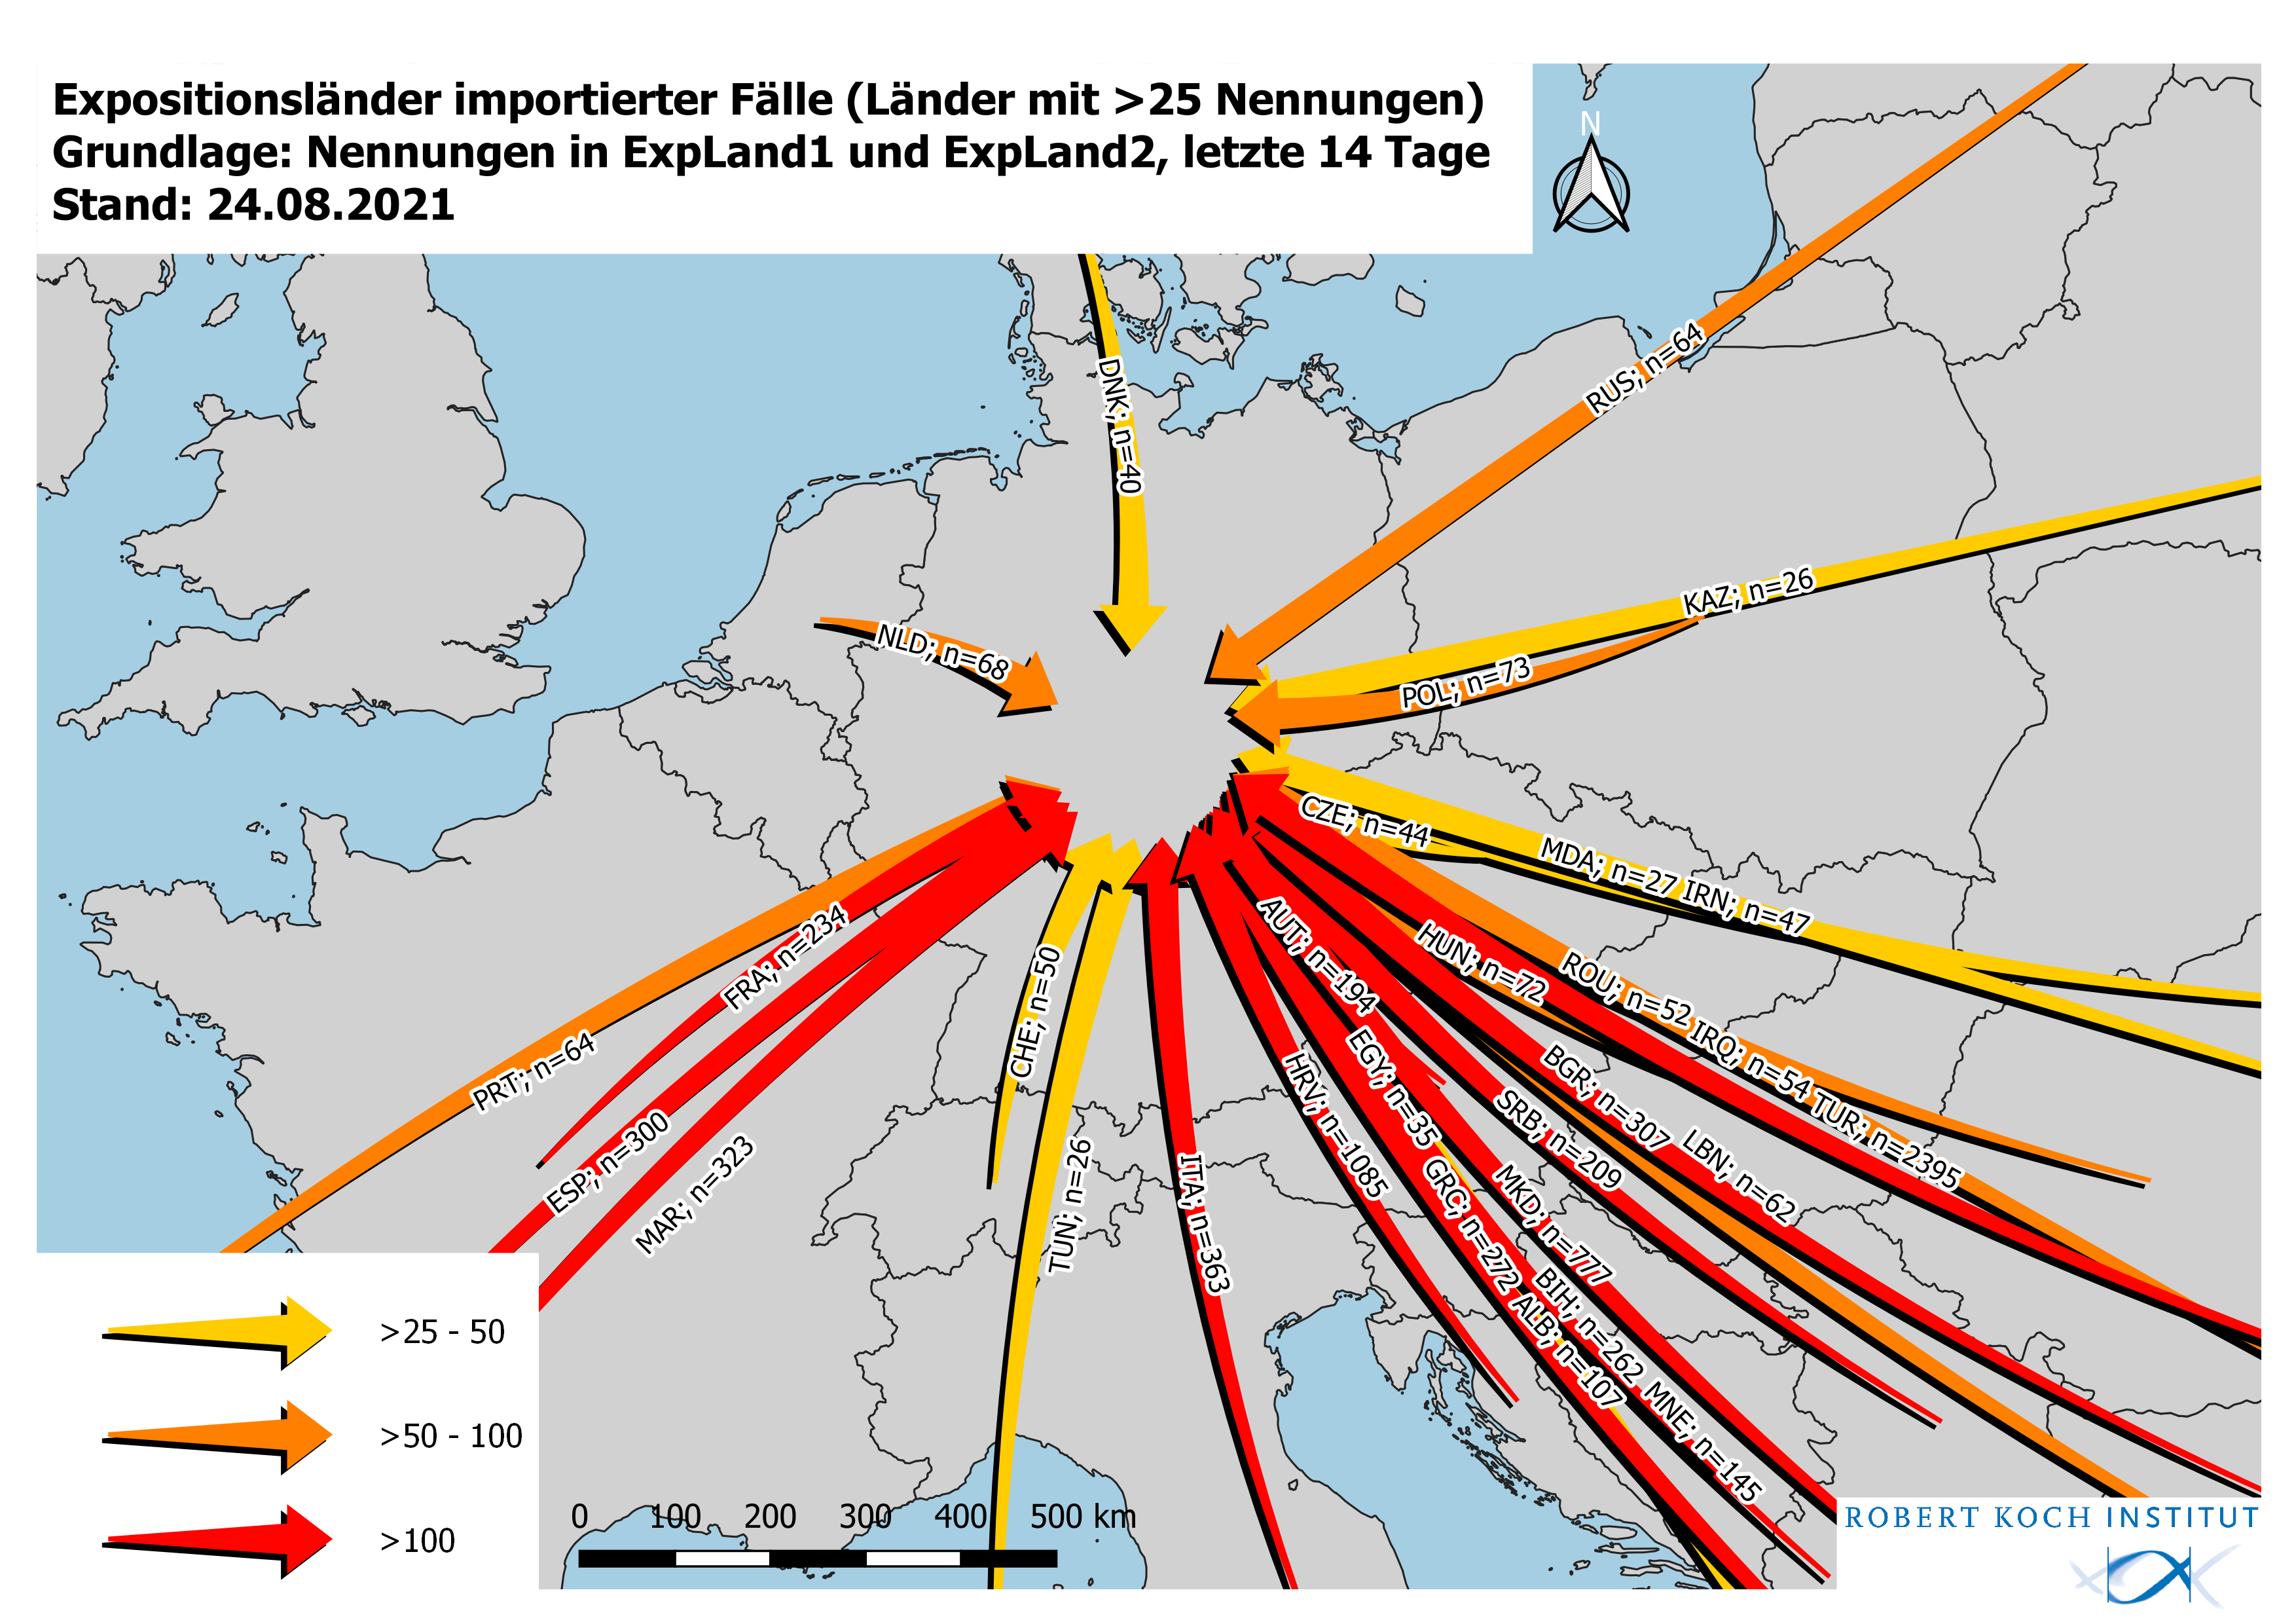 Expositionsländer importierter Fälle (Länder mit >25 Nennungen)
Grundlage: Nennungen in ExpLand1 und ExpLand2, letzte 14 Tage
Stand: 24.08.2021
N
DNK; n=40
RUS; n=64
KAZ; n=26
NLD; n=68
POL; n=73
CZE; n=44
MDA; n=27
IRN; n=47
FRA; n=234
PRT; n=64
ESP; n=300
MAR; n=323
CHE; n=50
TUN; n=26
ITA; n=363
HRV; n=1085
AUT; n=194
HUN; n=72
ROU; n=52
IRQ; n=54
TUR; n=2395
EGY; n=35
BGR; n=307
SRB; n=209
LBN; n=62
GRC; n=272
MKD; n=777
BIH; n=262
ALB; n=107
MNE; n=145
>25 - 50
>50 - 100
>100
0 100 200 300 400 500 km
ROBERT KOCH INSTITUT